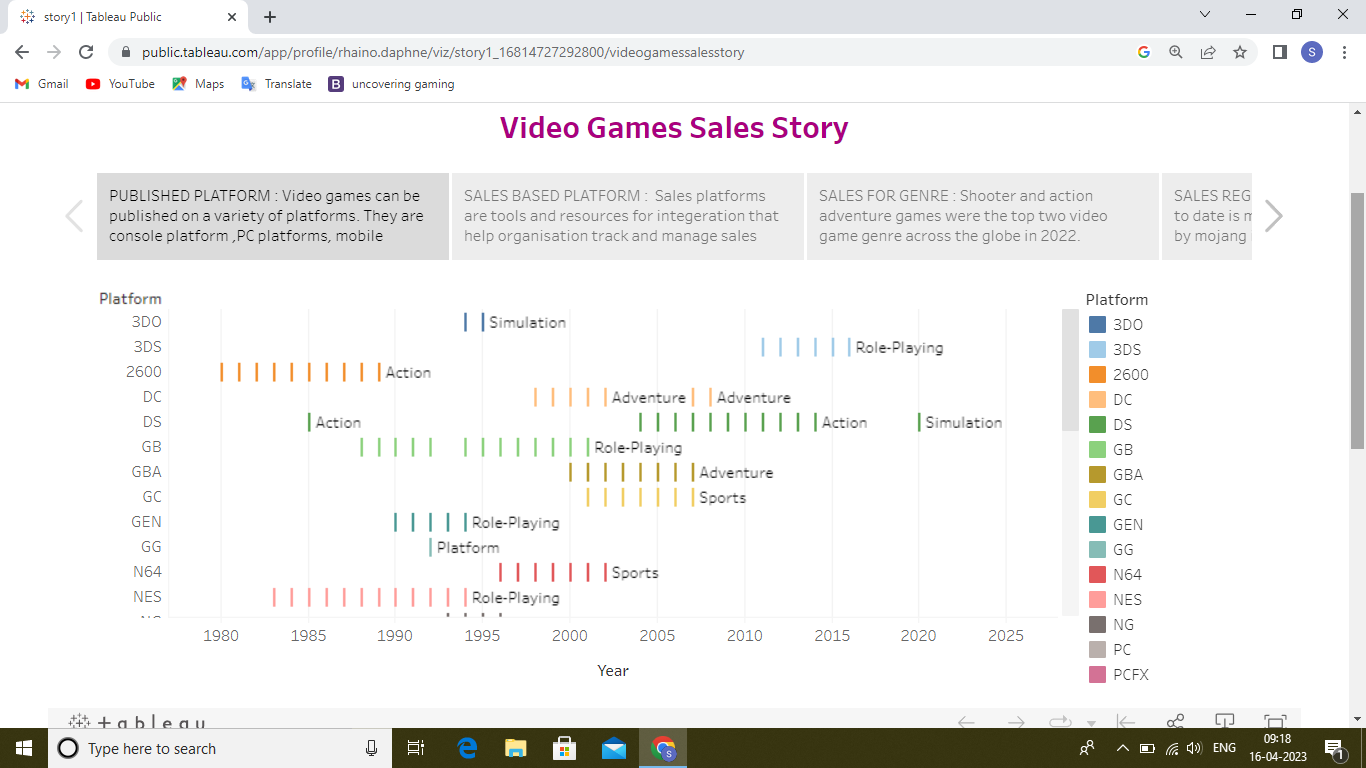 story1 | Tableau Public
public.tableau.com/app/profile/rhaino.daphne/viz/story1_16814727292800/videogamessalesstory
S
Gmail YouTube Maps Translate B uncovering gaming
Video Games Sales Story
PUBLISHED PLATFORM : Video games can be
published on a variety of platforms. They are
console platform ,PC platforms, mobile
SALES BASED PLATFORM : Sales platforms
are tools and resources for integeration that
help organisation track and manage sales
SALES FOR GENRE : Shooter and action
adventure games were the top two video
game genre across the globe in 2022.
SALES REG
to date is m
by mojang
Platform
3DO Simulation
3DS Role-Playing
2600 Action
DC Adventure Adventure
DS Action Action Simulation
GB Role-Playing
GBA Adventure
GC Sports
GEN Role-Playing
GG Platform
N64 Sports
NES Role-Playing
NG
1980 1985 1990 1995 2000 2005 2010 2015 2020 2025
Year
Platform
3DO
3DS
2600
DC
DS
GB
GBA
GC
GEN
GG
N64
NES
NG
PC
PCFX
+ a b l e a u
Type here to search
S
ENG
09:18
16-04-2023
1